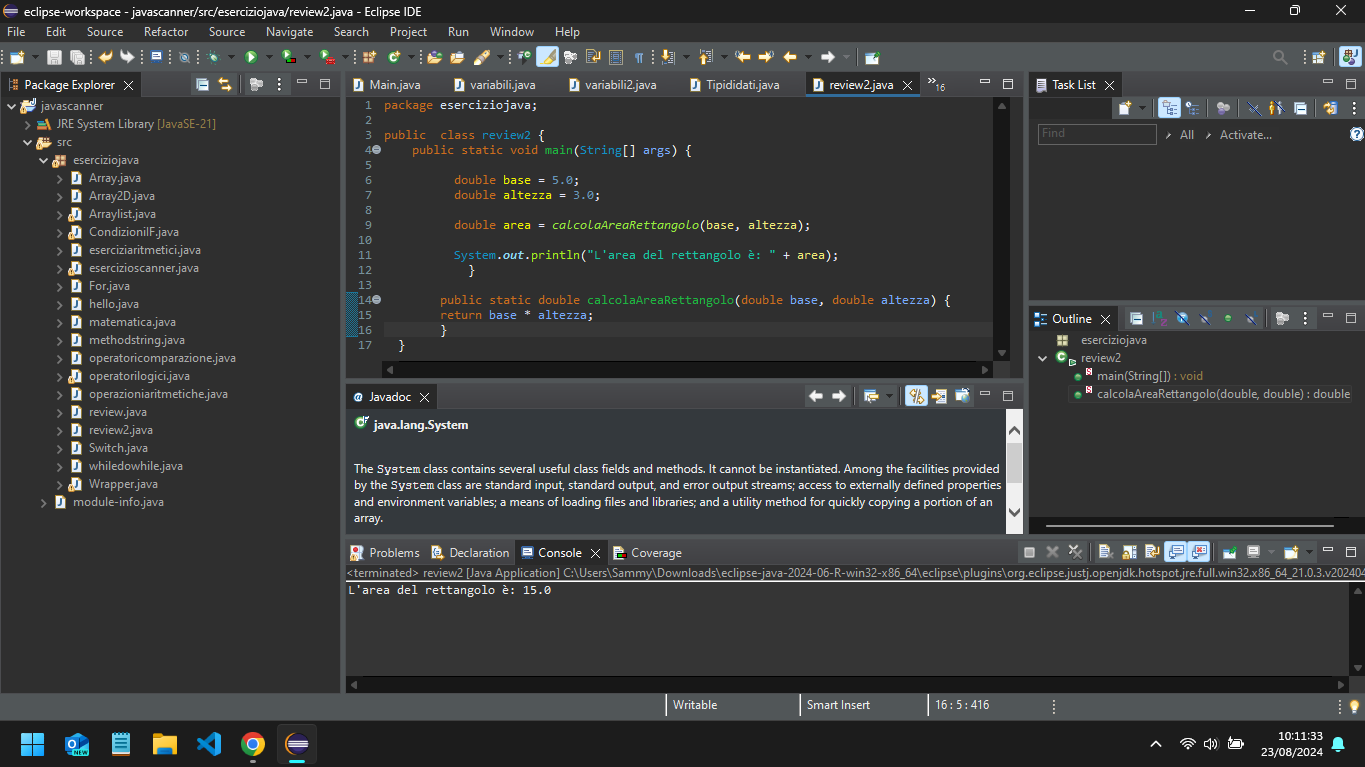 eclipse-workspace - javascanner/src/eserciziojava/review2.java - Eclipse IDE
File Edit Source Refactor Source Navigate Search Project Run Window Help
Package Explorer
javascanner
JRE System Library [JavaSE-21]
src
eserciziojava
Array.java
Array2D.java
Arraylist.java
CondizioniIF.java
eserciziaritmetici.java
esercizioscanner.java
For.java
hello.java
matematica.java
methodstring.java
operatoricomparazione.java
operatorilogici.java
operazioniaritmetiche.java
review.java
review2.java
Switch.java
whiledowhile.java
Wrapper.java
module-info.java
Main.java variabili.java variabili2.java Tipididati.java review2.java »16
1 package eserciziojava;
2
3 public  class review2 {
4 public static void main(String[] args) {
5
6 double base = 5.0;
7 double altezza = 3.0;
8
9 double area = calcolaAreaRettangolo(base, altezza);
10
11 System.out.println("L'area del rettangolo è: " + area);
12 }
13
14 public static double calcolaAreaRettangolo(double base, double altezza) {
15 return base * altezza;
16 }
17 }
Javadoc
java.lang.System
The System class contains several useful class fields and methods. It cannot be instantiated. Among the facilities provided
by the System class are standard input, standard output, and error output streams; access to externally defined properties
and environment variables; a means of loading files and libraries; and a utility method for quickly copying a portion of an
array.
Task List
Find All Activate...
Outline
eserciziojava
review2
main(String[]) : void
calcolaAreaRettangolo(double, double) : double
Problems Declaration Console Coverage
<terminated> review2 [Java Application] C:\Users\Sammy\Downloads\eclipse-java-2024-06-R-win32-x86_64\eclipse\plugins\org.eclipse.justj.openjdk.hotspot.jre.full.win32.x86_64_21.0.3.v202404
L'area del rettangolo è: 15.0
Writable Smart Insert 16 : 5 : 416
NEW
10:11:33
23/08/2024